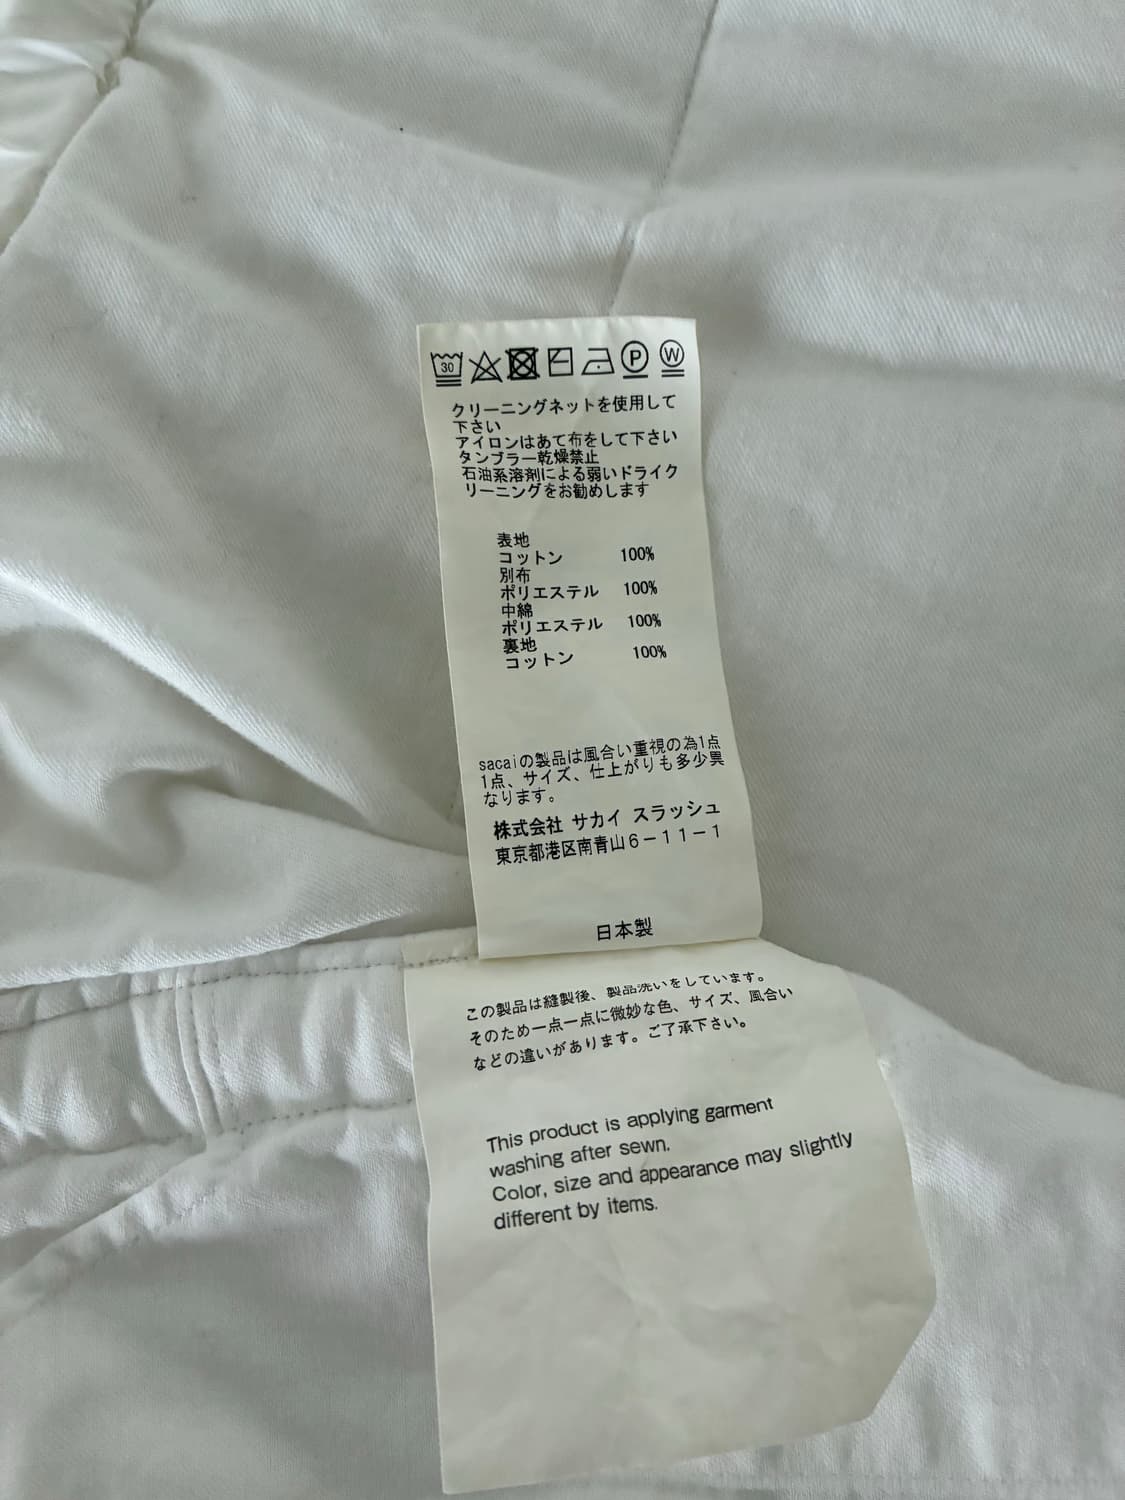 30
P
W
クリーニングネットを使用して
下さい
アイロンはあて布をして下さい
タンブラー乾燥禁止
石油系溶剤による弱いドライク
リーニングをお勧めします
表地
コットン 100%
別布
ポリエステル 100%
中綿
ポリエステル 100%
裏地
コットン 100%
sacaiの製品は風合い重視の為1点
1点、サイズ、仕上がりも多少異
なります。
株式会社 サカイ スラッシュ
東京都港区南青山6－11－1
日本製
この製品は縫製後、製品洗いをしています。
そのため一点一点に微妙な色、サイズ、風合い
などの違いがあります。ご了承下さい。
This product is applying garment
washing after sewn.
Color, size and appearance may slightly
different by items.